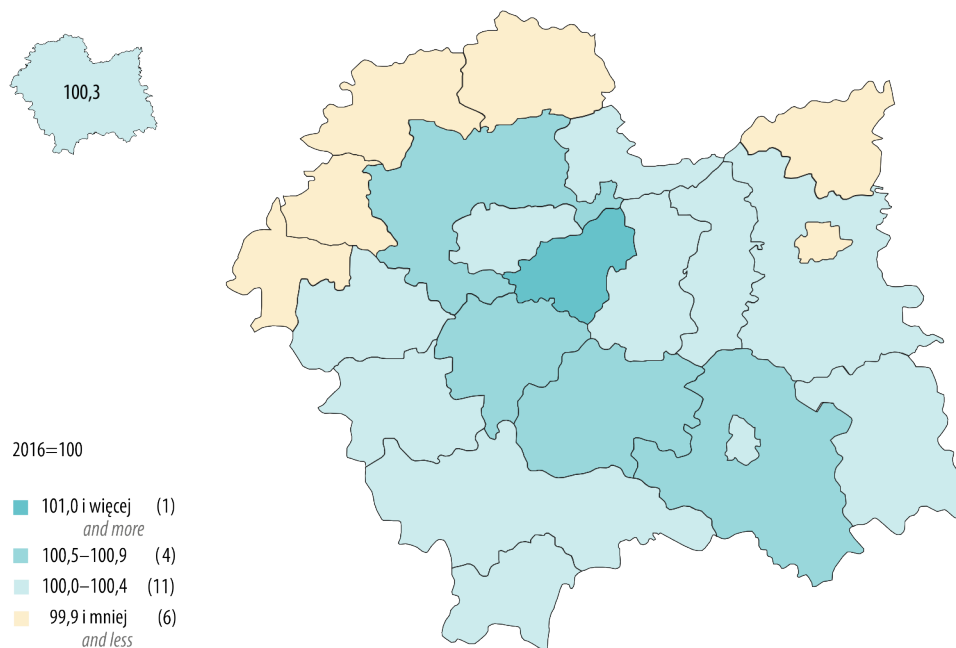 100,3
2016=100
101,0 i więcej (1)
and more
100,5–100,9 (4)
100,0–100,4 (11)
99,9 i mniej (6)
and less